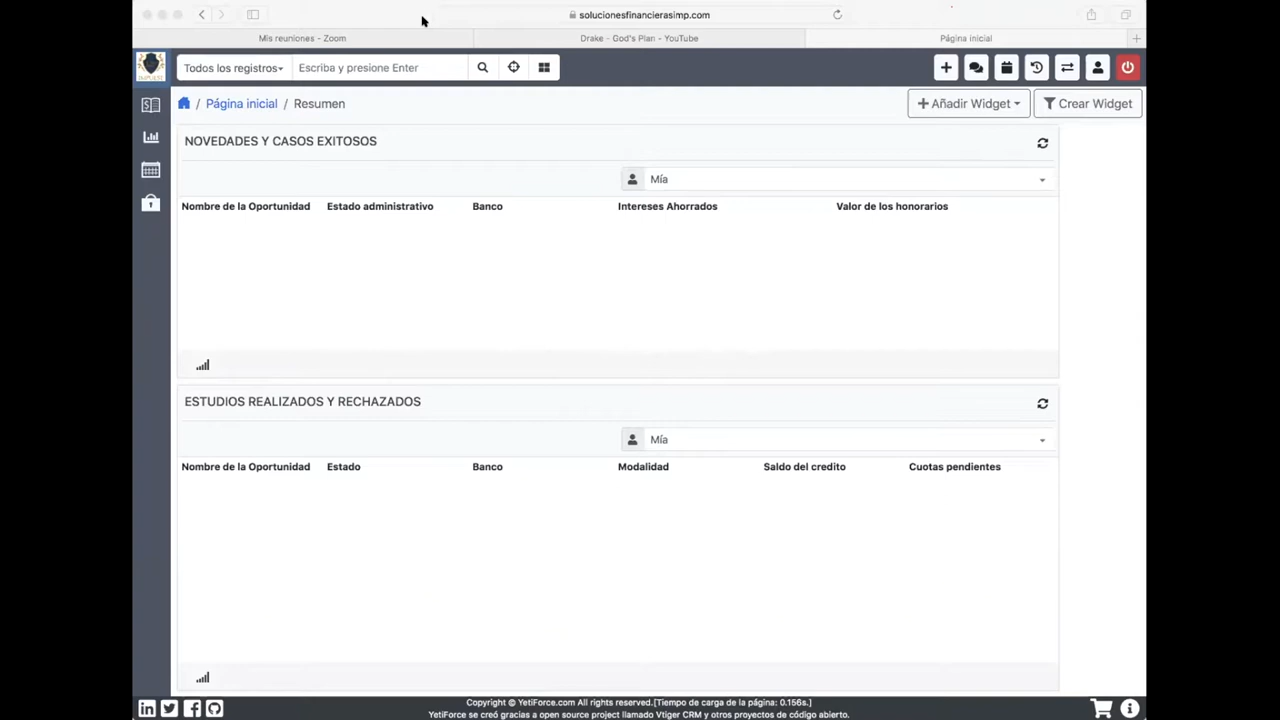 solucionesfinancierasimp.com
Mis reuniones - Zoom
Drake - God's Plan - YouTube
Página inicial
Todos los registros
Escriba y presione Enter
/ Página inicial / Resumen
Añadir Widget
Crear Widget
NOVEDADES Y CASOS EXITOSOS
Mía
Nombre de la Oportunidad
Estado administrativo
Banco
Intereses Ahorrados
Valor de los honorarios
ESTUDIOS REALIZADOS Y RECHAZADOS
Mía
Nombre de la Oportunidad
Estado
Banco
Modalidad
Saldo del credito
Cuotas pendientes
Copyright © YetiForce.com All rights reserved.[Tiempo de carga de la página: 0.156s.]
YetiForce se creó gracias a open source project llamado Vtiger CRM y otros proyectos de código abierto.